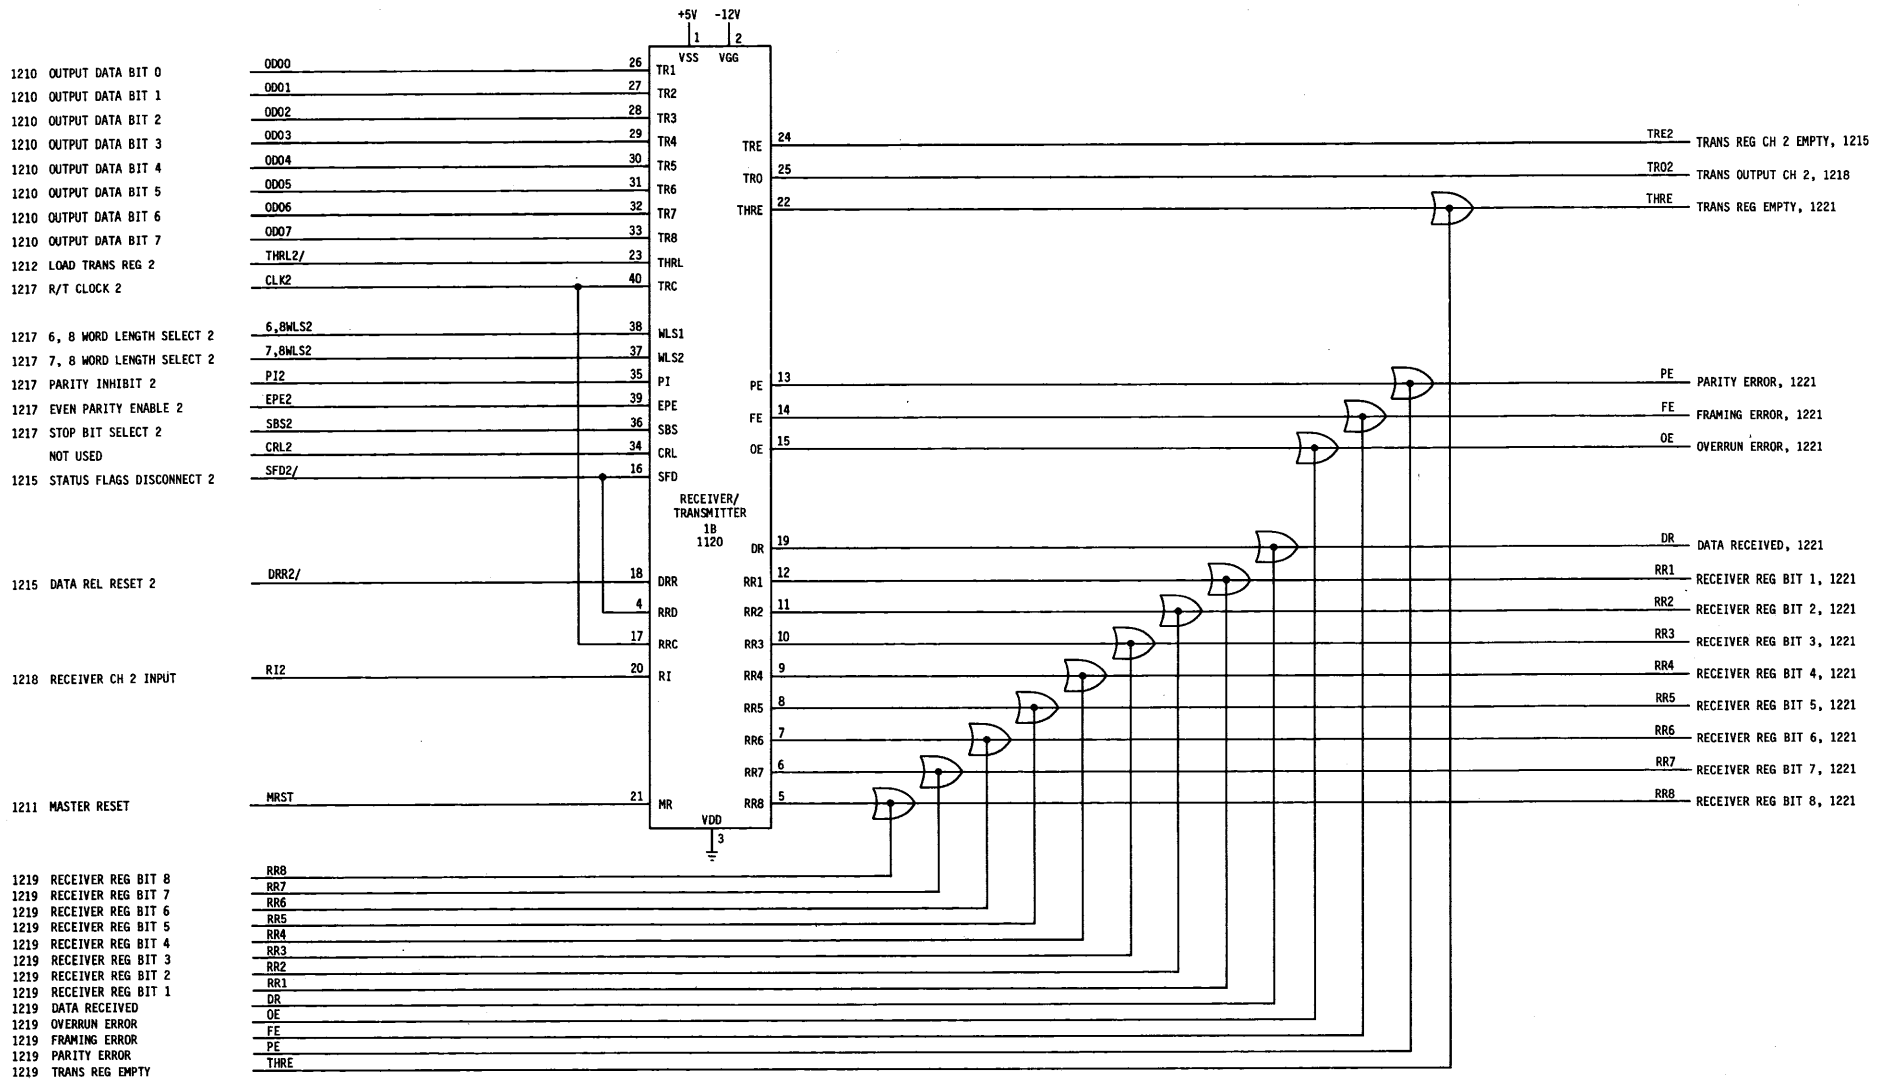 +5V -12V
1 2
VSS VGG
1210 OUTPUT DATA BIT 0 ODO0 26 TR1
1210 OUTPUT DATA BIT 1 ODO1 27 TR2
1210 OUTPUT DATA BIT 2 ODO2 28 TR3
1210 OUTPUT DATA BIT 3 ODO3 29 TR4
1210 OUTPUT DATA BIT 4 ODO4 30 TR5
1210 OUTPUT DATA BIT 5 ODO5 31 TR6
1210 OUTPUT DATA BIT 6 ODO6 32 TR7
1210 OUTPUT DATA BIT 7 ODO7 33 TR8
1212 LOAD TRANS REG 2 THRL2/ 23 THRL
1217 R/T CLOCK 2 CLK2 40 TRC
1217 6, 8 WORD LENGTH SELECT 2 6,8WLS2 38 WLS1
1217 7, 8 WORD LENGTH SELECT 2 7,8WLS2 37 WLS2
1217 PARITY INHIBIT 2 PI2 35 PI
1217 EVEN PARITY ENABLE 2 EPE2 39 EPE
1217 STOP BIT SELECT 2 SBS2 36 SBS
NOT USED CRL2 34 CRL
1215 STATUS FLAGS DISCONNECT 2 SFD2/ 16 SFD
RECEIVER/
TRANSMITTER
1B
1120
1215 DATA REL RESET 2 DRR2/ 18 DRR
4 RRD
17 RRC
1218 RECEIVER CH 2 INPUT RI2 20 RI
1211 MASTER RESET MRST 21 MR
VDD
3
TRE 24 TRE2 TRANS REG CH 2 EMPTY, 1215
TRO 25 TRO2 TRANS OUTPUT CH 2, 1218
THRE 22 THRE TRANS REG EMPTY, 1221
PE 13 PE PARITY ERROR, 1221
FE 14 FE FRAMING ERROR, 1221
OE 15 OE OVERRUN ERROR, 1221
DR 19 DR DATA RECEIVED, 1221
RR1 12 RR1 RECEIVER REG BIT 1, 1221
RR2 11 RR2 RECEIVER REG BIT 2, 1221
RR3 10 RR3 RECEIVER REG BIT 3, 1221
RR4 9 RR4 RECEIVER REG BIT 4, 1221
RR5 8 RR5 RECEIVER REG BIT 5, 1221
RR6 7 RR6 RECEIVER REG BIT 6, 1221
RR7 6 RR7 RECEIVER REG BIT 7, 1221
RR8 5 RR8 RECEIVER REG BIT 8, 1221
1219 RECEIVER REG BIT 8 RR8
1219 RECEIVER REG BIT 7 RR7
1219 RECEIVER REG BIT 6 RR6
1219 RECEIVER REG BIT 5 RR5
1219 RECEIVER REG BIT 4 RR4
1219 RECEIVER REG BIT 3 RR3
1219 RECEIVER REG BIT 2 RR2
1219 RECEIVER REG BIT 1 RR1
1219 DATA RECEIVED DR
1219 OVERRUN ERROR OE
1219 FRAMING ERROR FE
1219 PARITY ERROR PE
1219 TRANS REG EMPTY THRE